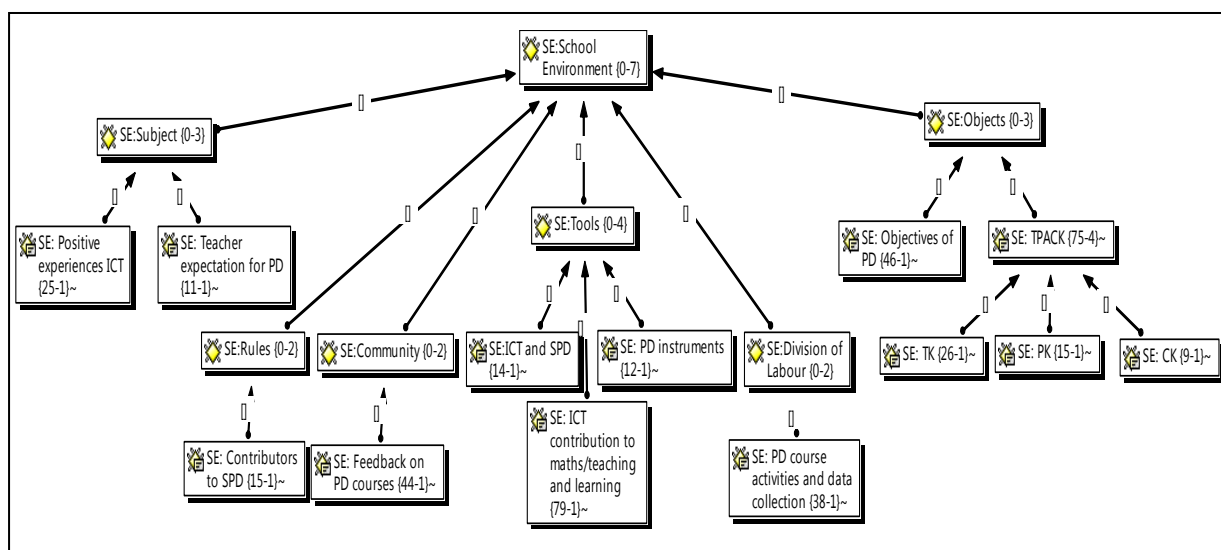 SE:School
Environment {0-7}
SE:Subject {0-3}
SE:Objects {0-3}
SE: Positive
experiences ICT
{25-1}~
SE: Teacher
expectation for PD
{11-1}~
SE:Tools {0-4}
SE: Objectives of
PD {46-1}~
SE: TPACK {75-4}~
SE:Rules {0-2}
SE:Community {0-2}
SE:ICT and SPD
{14-1}~
SE: PD instruments
{12-1}~
SE:Division of
Labour {0-2}
SE: TK {26-1}~
SE: PK {15-1}~
SE: CK {9-1}~
SE: Contributors
to SPD {15-1}~
SE: Feedback on
PD courses {44-1}~
SE: ICT
contribution to
maths/teaching
and learning
{79-1}~
SE: PD course
activities and data
collection {38-1}~